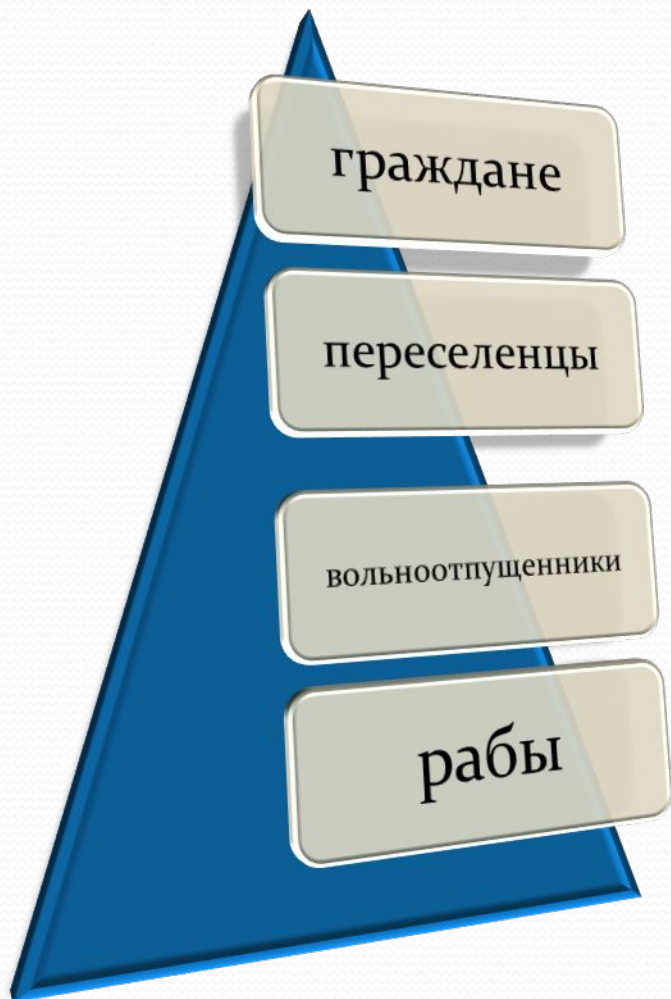 граждане
переселенцы
вольноотпущенники
рабы